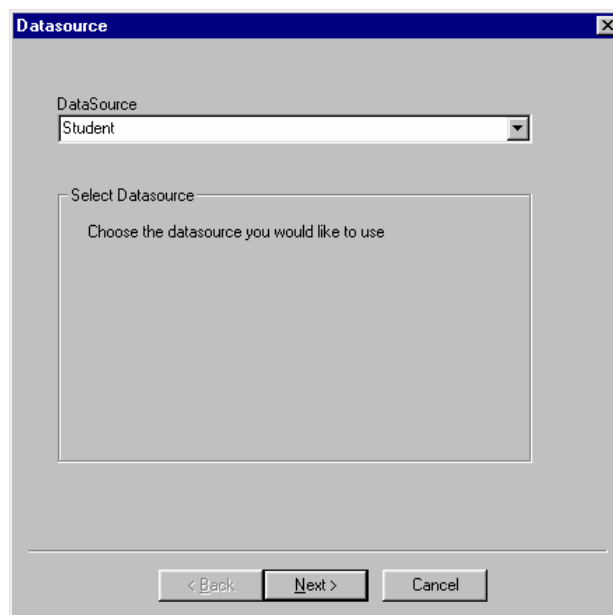 Datasource
DataSource
Student
Select Datasource
Choose the datasource you would like to use
< Back
Next >
Cancel